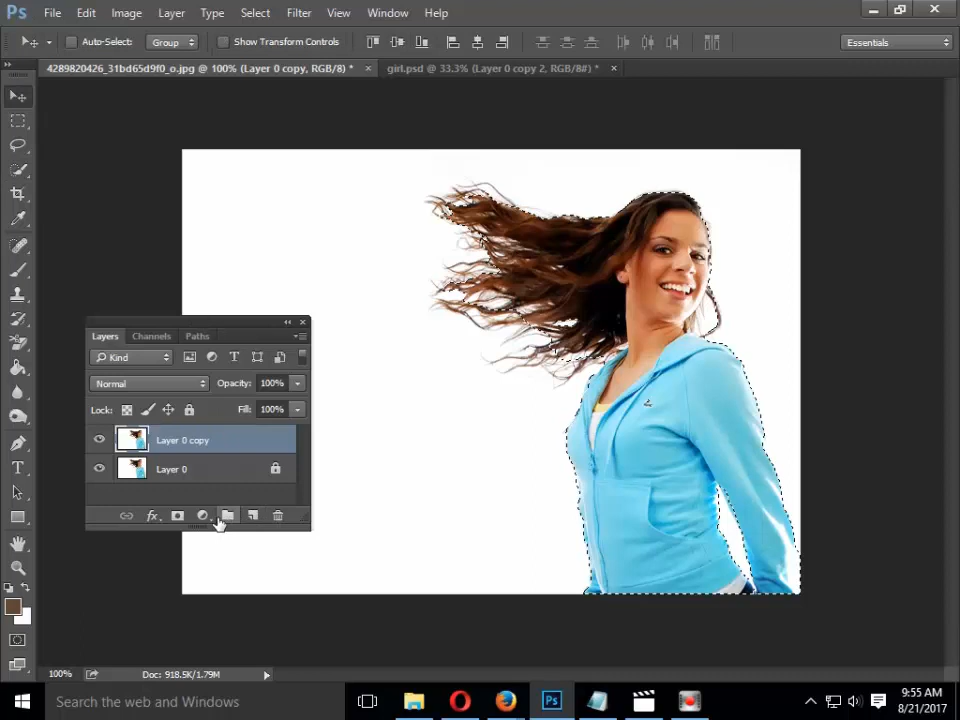 Ps File Edit Image Layer Type Select Filter View Window Help
Auto-Select: Group Show Transform Controls Essentials
4289820426_31bd65d9f0_o.jpg @ 100% (Layer 0 copy, RGB/8) * × girl.psd @ 33.3% (Layer 0 copy 2, RGB/8#) * ×
Layers Channels Paths
Kind
Normal Opacity: 100%
Lock: Fill: 100%
Layer 0 copy
Layer 0
fx
100% Doc: 918.5K/1.79M
Search the web and Windows
Ps
9:55 AM
8/21/2017